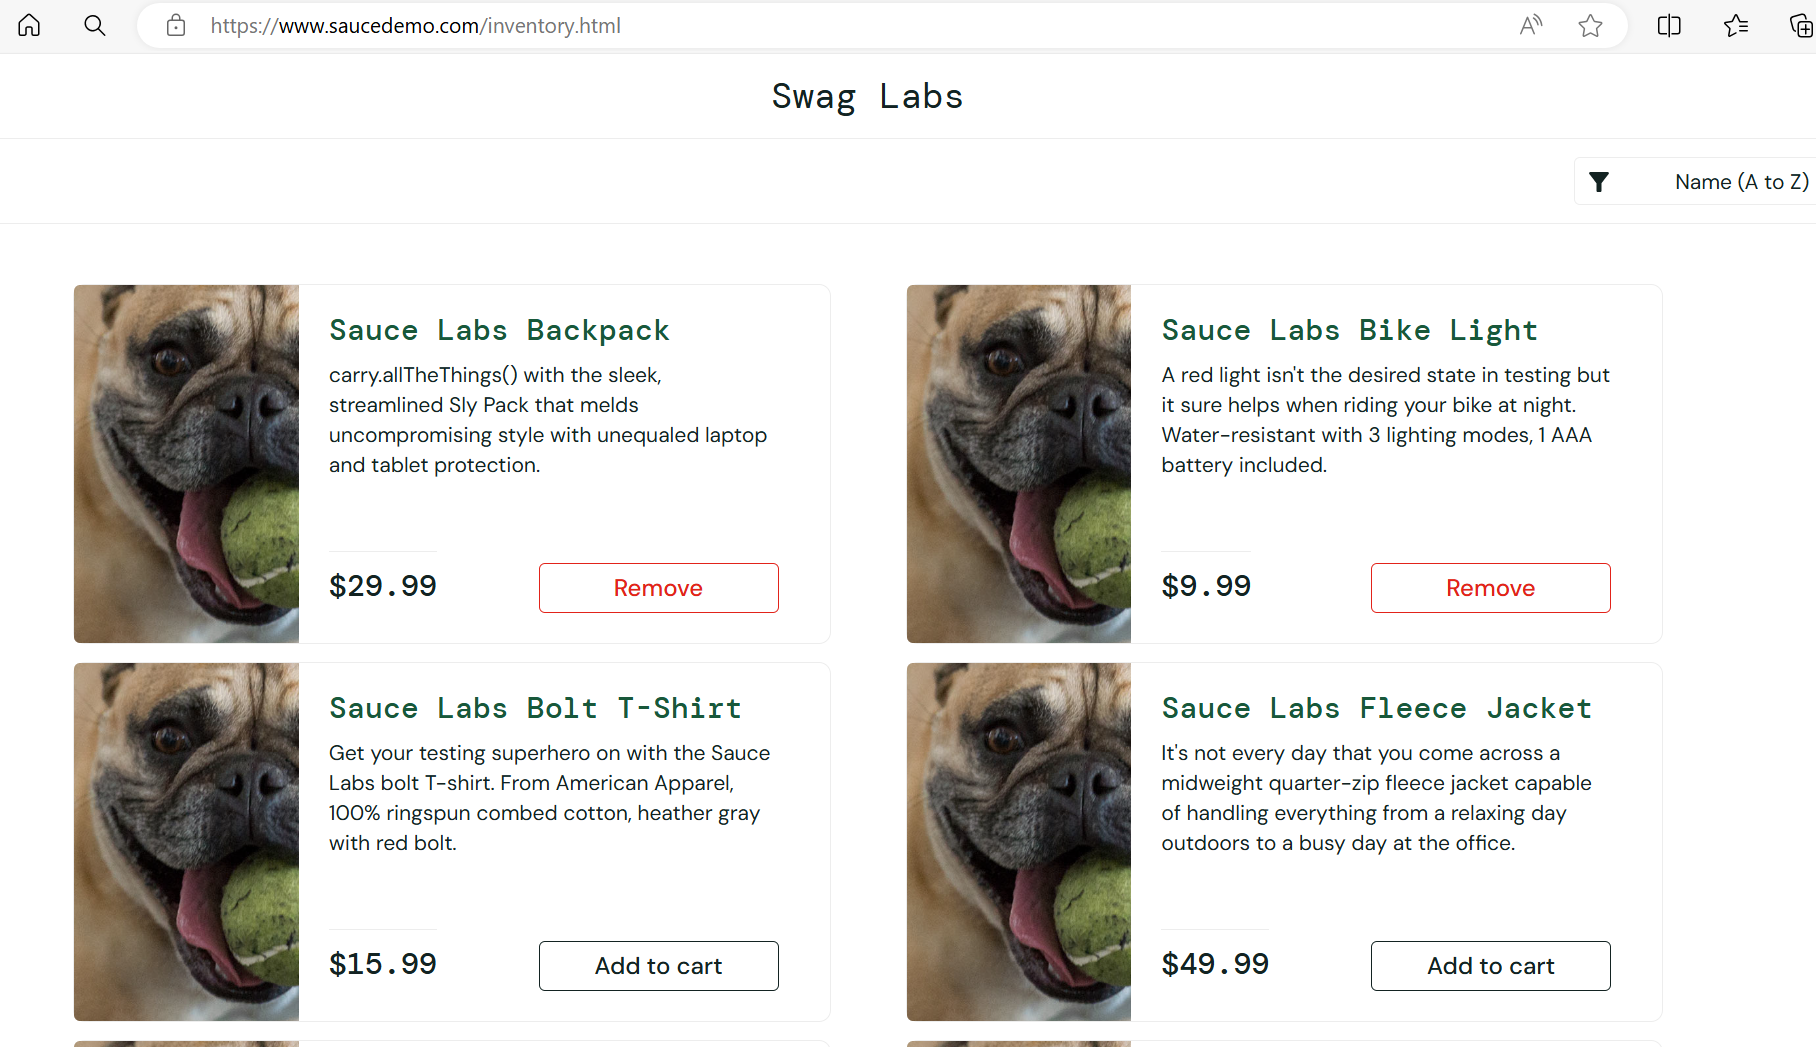 https://www.saucedemo.com/inventory.html
Swag Labs
Name (A to Z)
Sauce Labs Backpack
carry.allTheThings() with the sleek,
streamlined Sly Pack that melds
uncompromising style with unequaled laptop
and tablet protection.
$29.99
Remove
Sauce Labs Bike Light
A red light isn't the desired state in testing but
it sure helps when riding your bike at night.
Water-resistant with 3 lighting modes, 1 AAA
battery included.
$9.99
Remove
Sauce Labs Bolt T-Shirt
Get your testing superhero on with the Sauce
Labs bolt T-shirt. From American Apparel,
100% ringspun combed cotton, heather gray
with red bolt.
$15.99
Add to cart
Sauce Labs Fleece Jacket
It's not every day that you come across a
midweight quarter-zip fleece jacket capable
of handling everything from a relaxing day
outdoors to a busy day at the office.
$49.99
Add to cart